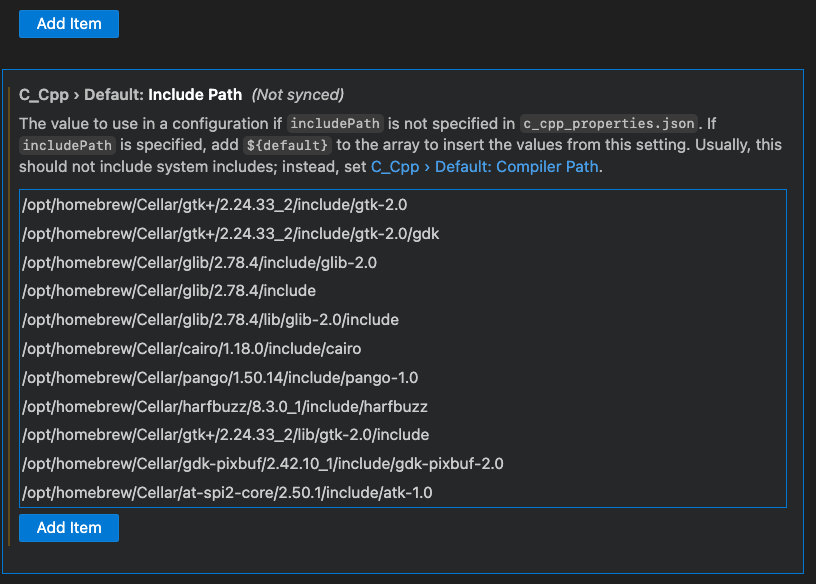 Add Item
C_Cpp › Default: Include Path (Not synced)
The value to use in a configuration if includePath is not specified in c_cpp_properties.json. If
includePath is specified, add ${default} to the array to insert the values from this setting. Usually, this
should not include system includes; instead, set C_Cpp › Default: Compiler Path.
/opt/homebrew/Cellar/gtk+/2.24.33_2/include/gtk-2.0
/opt/homebrew/Cellar/gtk+/2.24.33_2/include/gtk-2.0/gdk
/opt/homebrew/Cellar/glib/2.78.4/include/glib-2.0
/opt/homebrew/Cellar/glib/2.78.4/include
/opt/homebrew/Cellar/glib/2.78.4/lib/glib-2.0/include
/opt/homebrew/Cellar/cairo/1.18.0/include/cairo
/opt/homebrew/Cellar/pango/1.50.14/include/pango-1.0
/opt/homebrew/Cellar/harfbuzz/8.3.0_1/include/harfbuzz
/opt/homebrew/Cellar/gtk+/2.24.33_2/lib/gtk-2.0/include
/opt/homebrew/Cellar/gdk-pixbuf/2.42.10_1/include/gdk-pixbuf-2.0
/opt/homebrew/Cellar/at-spi2-core/2.50.1/include/atk-1.0
Add Item